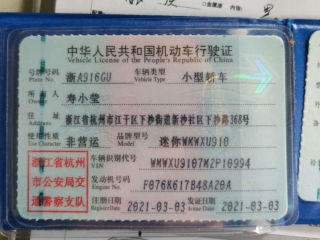 中华人民共和国机动车行驶证
Vehicle License of the People's Republic of China
号牌号码 浙A916GU 车辆类型 小型轿车
Plate No. Vehicle Type
所有人 寿小莹
Owner
住址 浙江省杭州市江干区下沙街道新沙社区下沙路368号
Address
使用性质 非营运 品牌型号 迷你WMWXU910
Use Character Model
浙江省杭州市公安局交通警察支队
车辆识别代号 WMWXU9107M2P10994
VIN
发动机号码 F076K617B48A20A
Engine No.
注册日期 2021-03-03 发证日期 2021-03-03
Register Date Issue Date